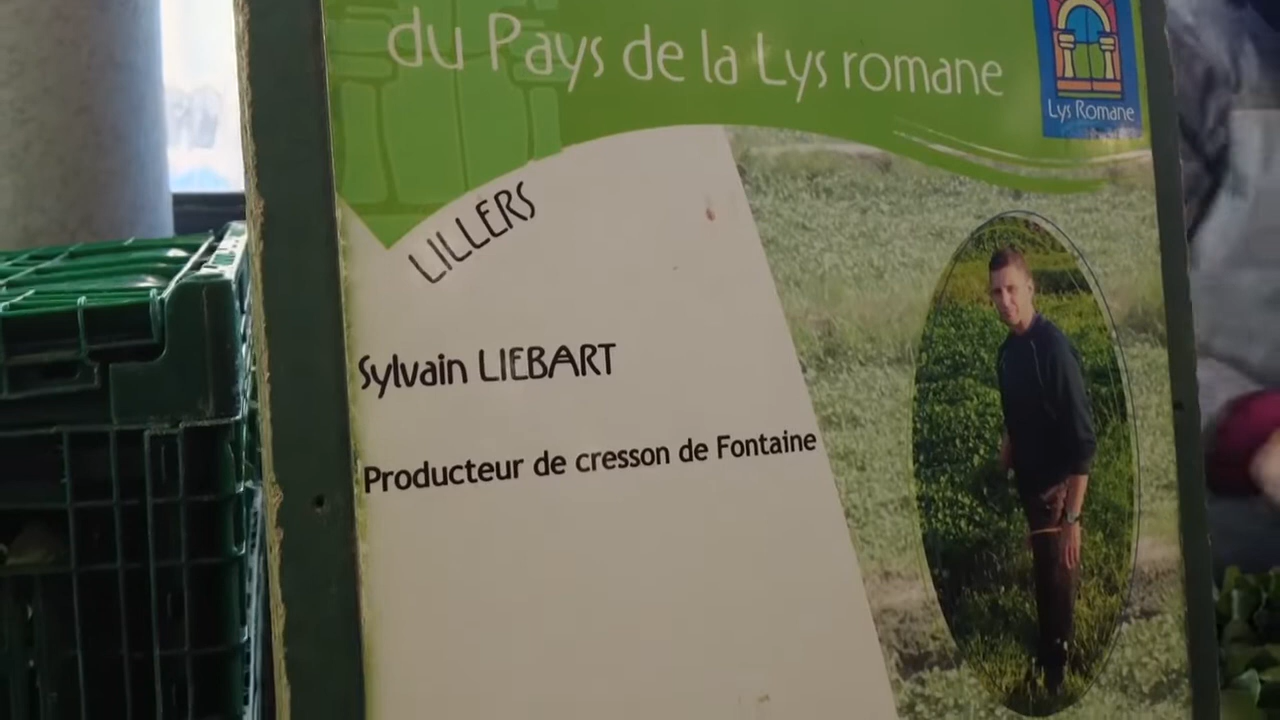 du Pays de la Lys romane
Lys Romane
LILLERS
Sylvain LIEBART
Producteur de cresson de Fontaine